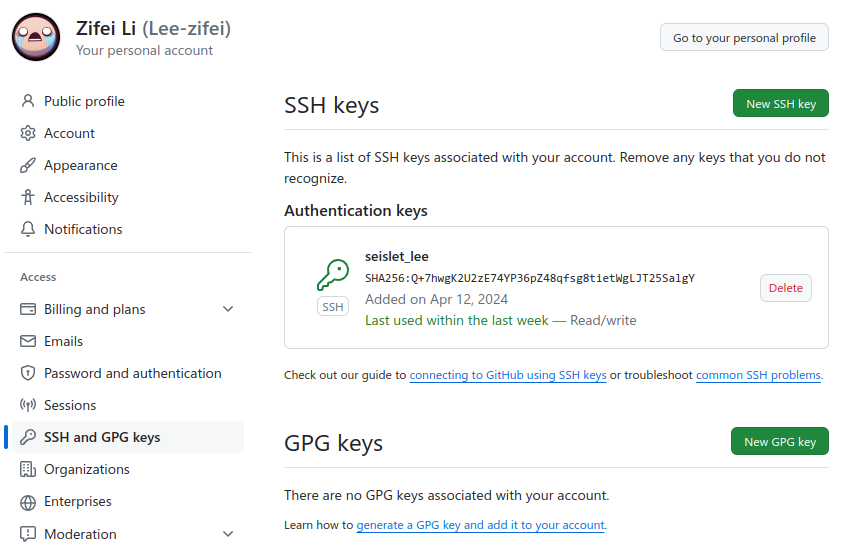 Zifei Li (Lee-zifei)
Your personal account
Go to your personal profile
Public profile
Account
Appearance
Accessibility
Notifications
Access
Billing and plans
Emails
Password and authentication
Sessions
SSH and GPG keys
Organizations
Enterprises
Moderation
SSH keys
New SSH key
This is a list of SSH keys associated with your account. Remove any keys that you do not
recognize.
Authentication keys
seislet_lee
SHA256:Q+7hwgK2U2zE74YP36pZ48qfsg8tietWgLJT25SalgY
SSH
Added on Apr 12, 2024
Last used within the last week — Read/write
Delete
Check out our guide to connecting to GitHub using SSH keys or troubleshoot common SSH problems.
GPG keys
New GPG key
There are no GPG keys associated with your account.
Learn how to generate a GPG key and add it to your account.